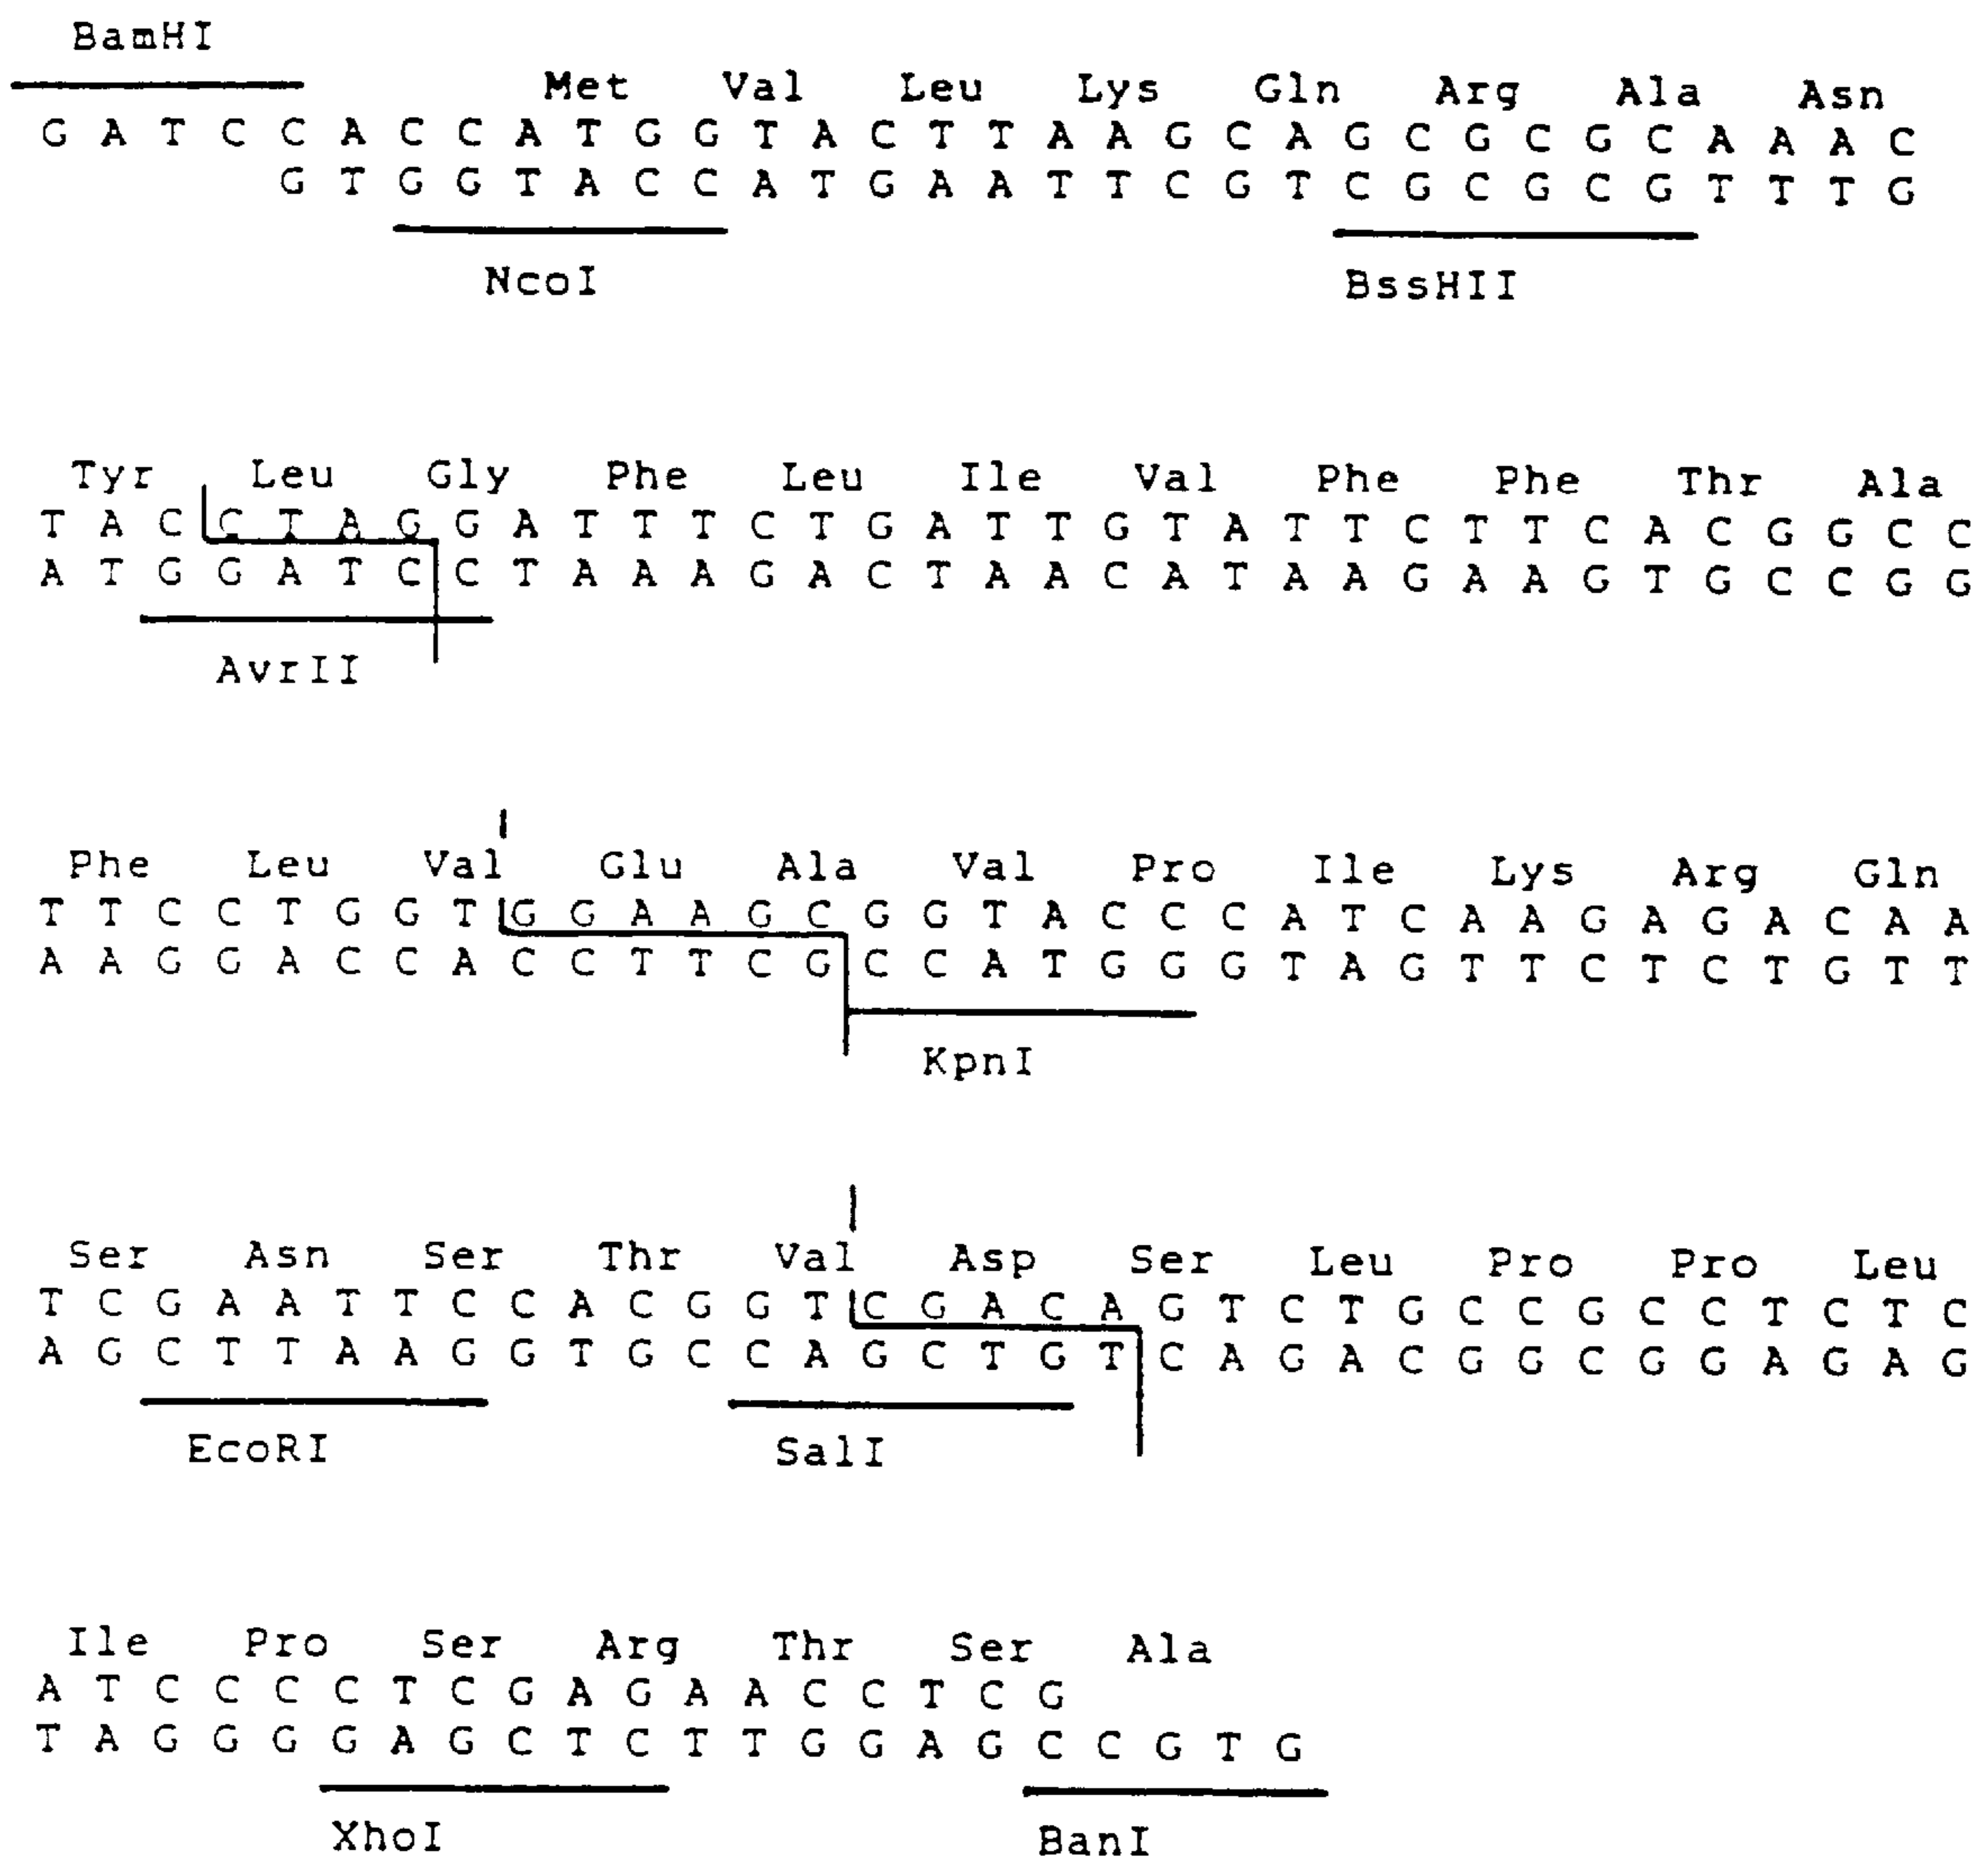 BamHI
Met Val Leu Lys Gln Arg Ala Asn
G A T C C A C C A T G G T A C T T A A G C A G C G C G C A A A C
G T G G T A C C A T G A A T T C G T C G C G C G T T T G
NcoI BssHII
Tyr Leu Gly Phe Leu Ile Val Phe Phe Thr Ala
T A C C T A G G A T T T C T G A T T G T A T T C T T C A C G G C C
A T G G A T C C T A A A G A C T A A C A T A A G A A G T G C C G G
AvrII
Phe Leu Val Glu Ala Val Pro Ile Lys Arg Gln
T T C C T G G T G G A A G C G G T A C C C A T C A A G A G A C A A
A A G G A C C A C C T T C G C C A T G G G T A G T T C T C T G T T
KpnI
Ser Asn Ser Thr Val Asp Ser Leu Pro Pro Leu
T C G A A T T C C A C G G T C G A C A G T C T G C C G C C T C T C
A G C T T A A G G T G C C A G C T G T C A G A C G G C G G A G A G
EcoRI SalI
Ile Pro Ser Arg Thr Ser Ala
A T C C C C T C G A G A A C C T C G
T A G G G G A G C T C T T G G A G C C G T G
XhoI BanI